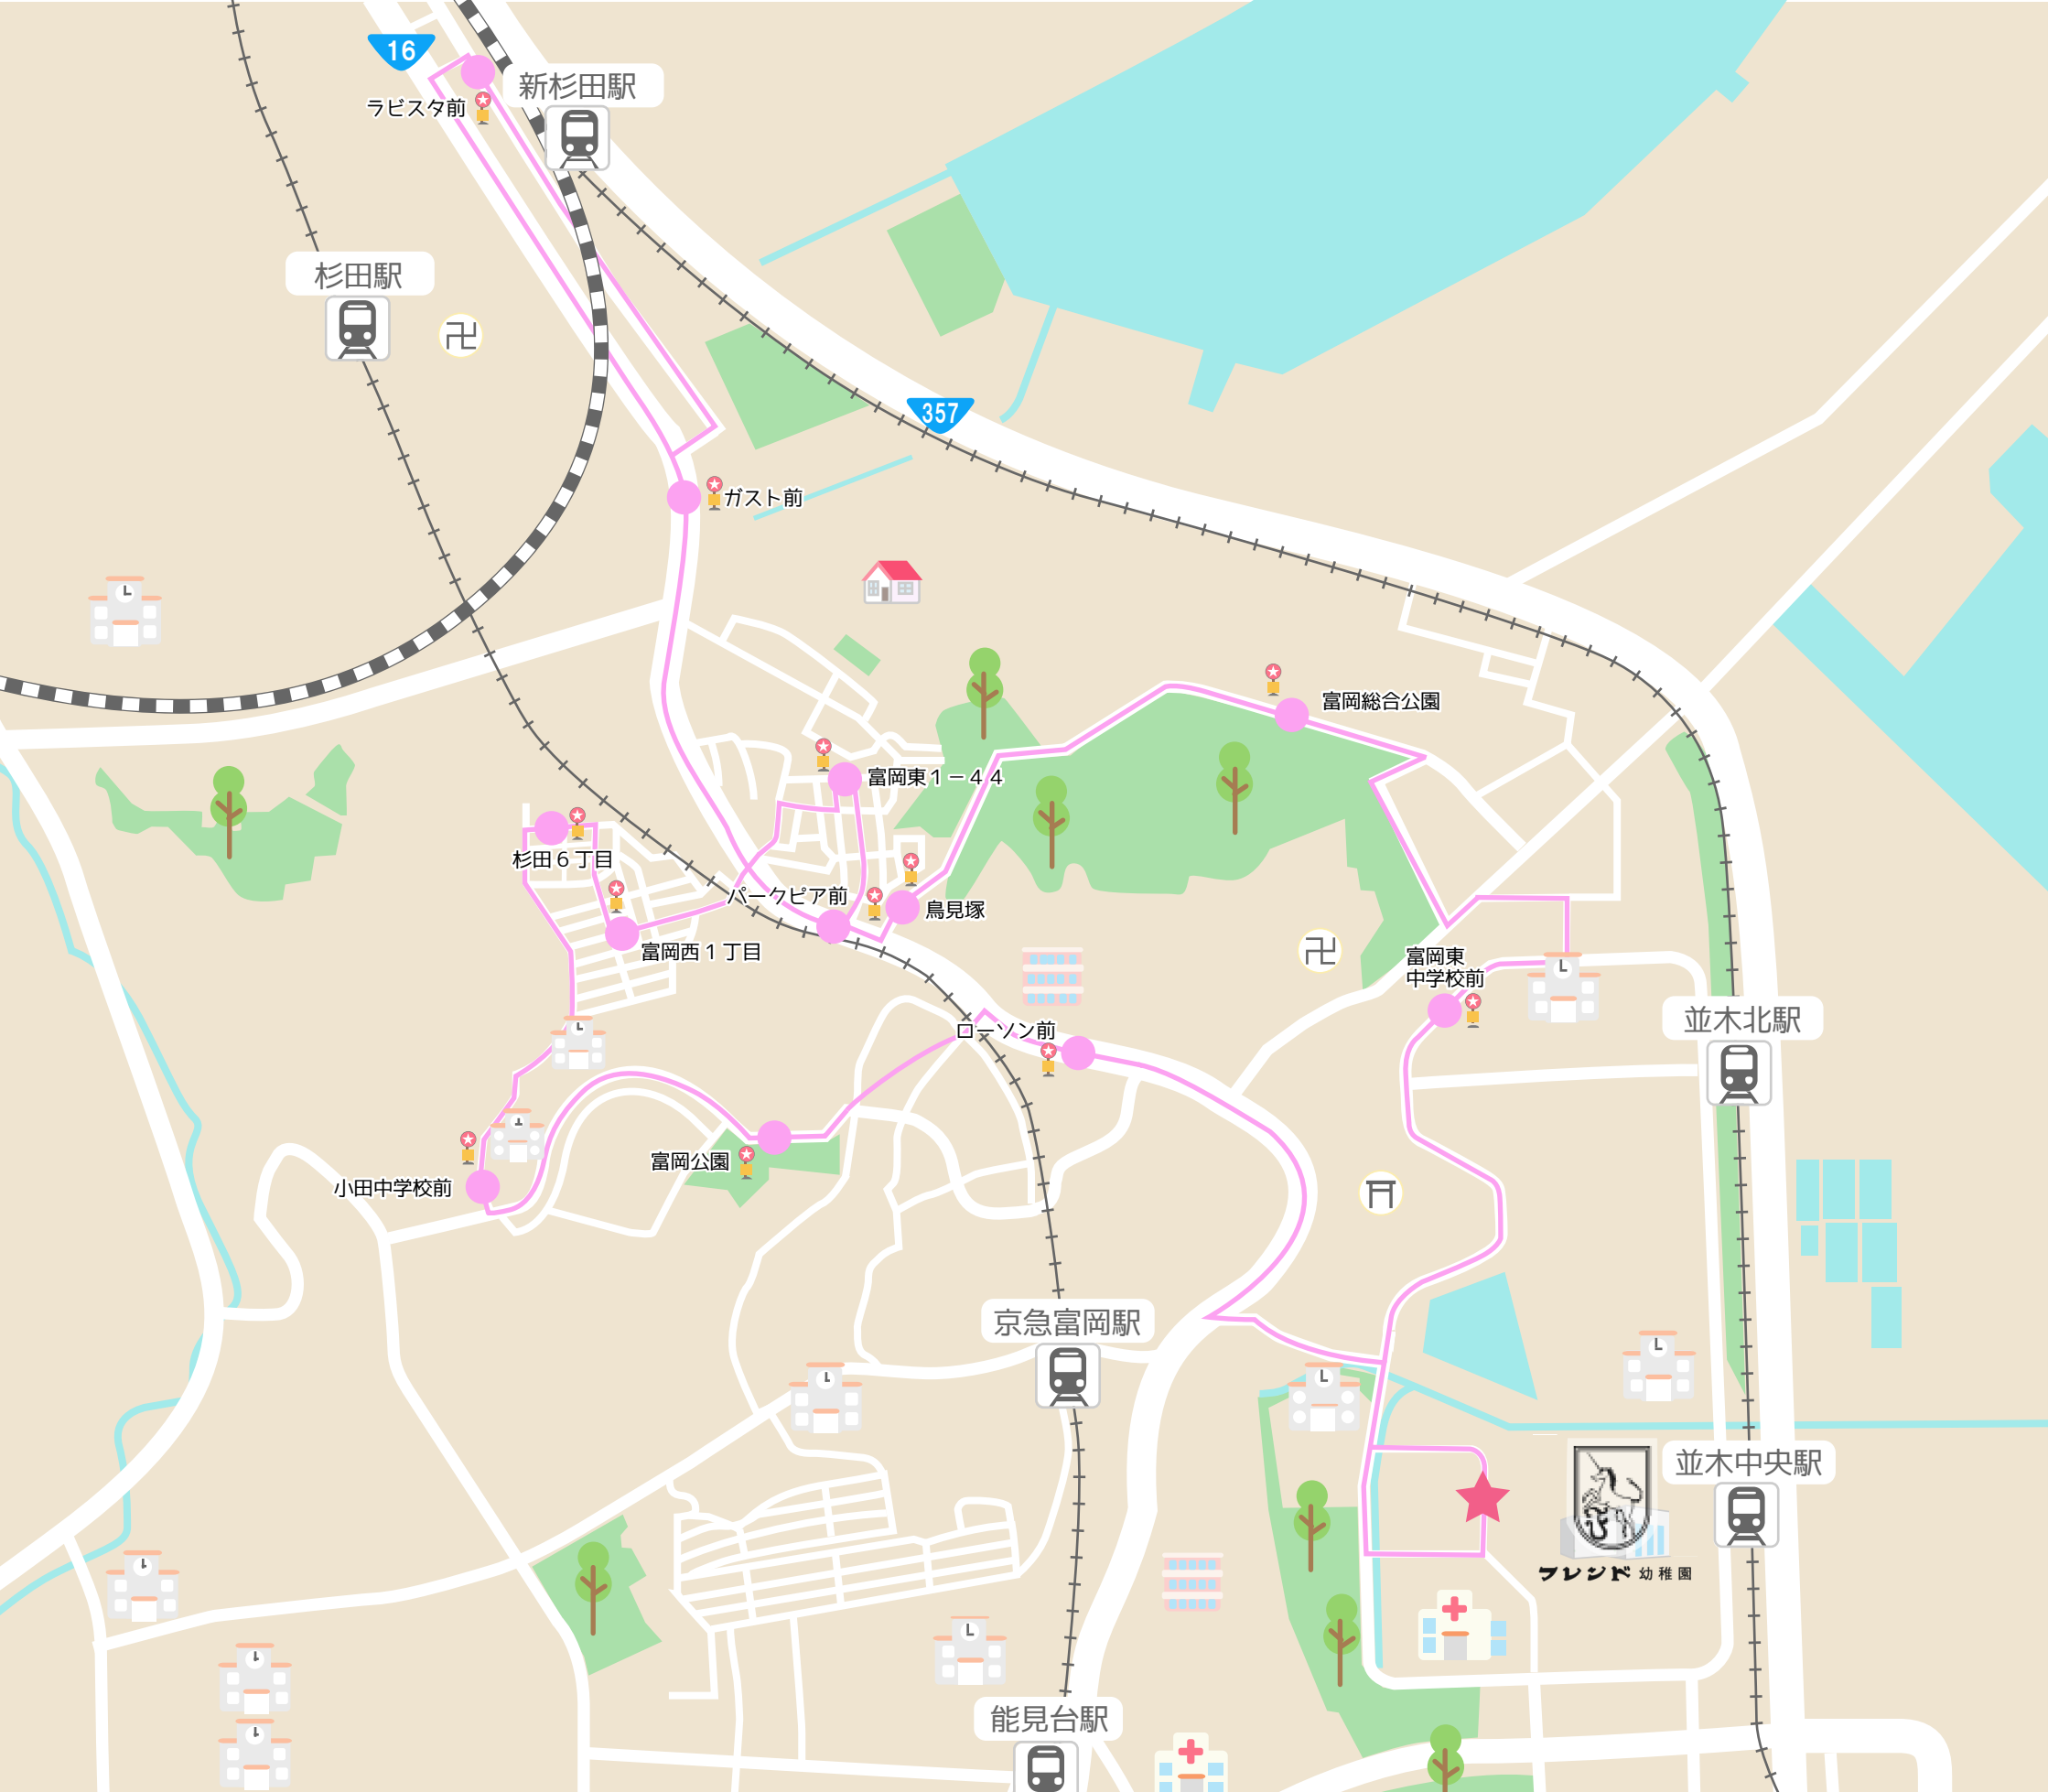 16
新杉田駅
ラビスタ前
杉田駅
357
ガスト前
富岡総合公園
富岡東1-44
杉田6丁目
パークピア前
鳥見塚
富岡西1丁目
富岡東
中学校前
並木北駅
ローソン前
富岡公園
小田中学校前
京急富岡駅
並木中央駅
フレンド幼稚園
能見台駅